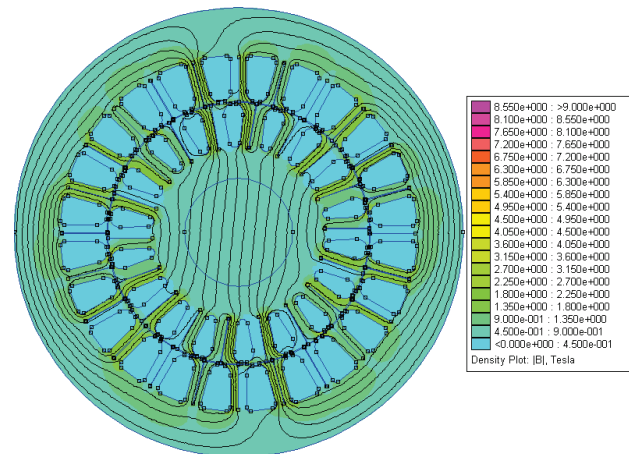 8.550e+000 : >9.000e+000
8.100e+000 : 8.550e+000
7.650e+000 : 8.100e+000
7.200e+000 : 7.650e+000
6.750e+000 : 7.200e+000
6.300e+000 : 6.750e+000
5.850e+000 : 6.300e+000
5.400e+000 : 5.850e+000
4.950e+000 : 5.400e+000
4.500e+000 : 4.950e+000
4.050e+000 : 4.500e+000
3.600e+000 : 4.050e+000
3.150e+000 : 3.600e+000
2.700e+000 : 3.150e+000
2.250e+000 : 2.700e+000
1.800e+000 : 2.250e+000
1.350e+000 : 1.800e+000
9.000e-001 : 1.350e+000
4.500e-001 : 9.000e-001
<0.000e+000 : 4.500e-001
Density Plot: |B|, Tesla